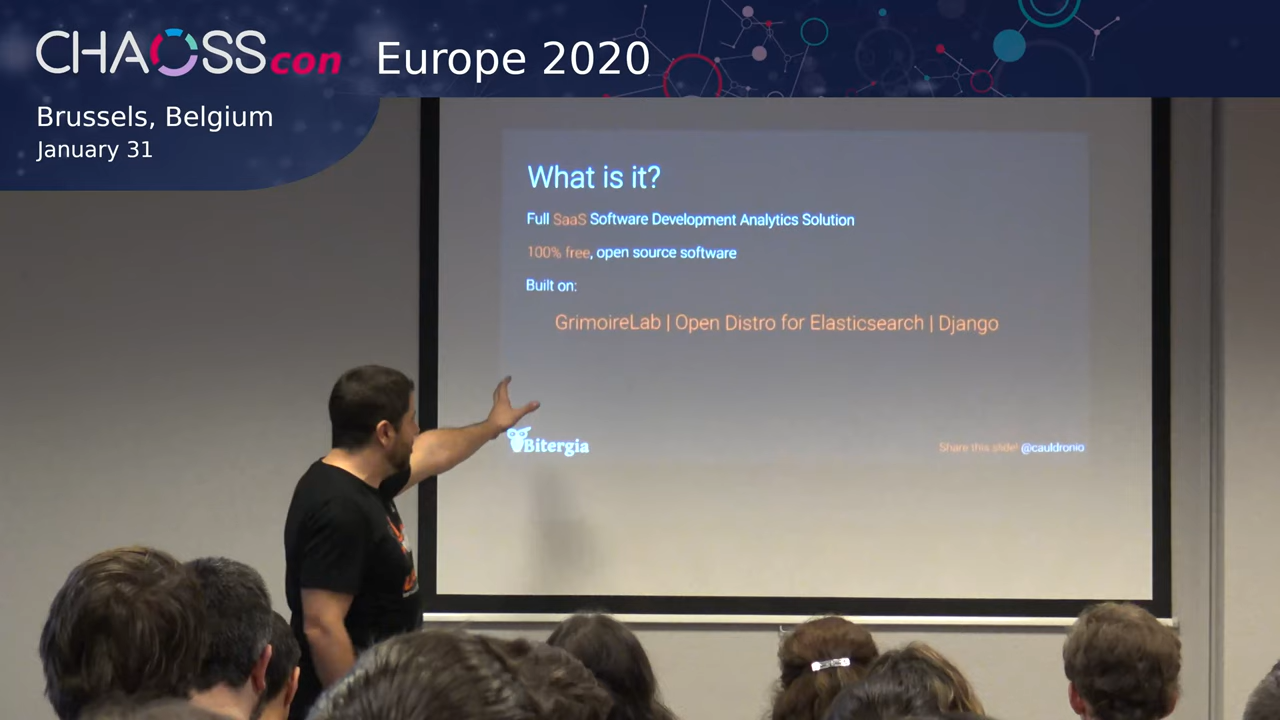 CHAOSScon Europe 2020
Brussels, Belgium
January 31
What is it?
Full SaaS Software Development Analytics Solution
100% free, open source software
Built on:
GrimoireLab | Open Distro for Elasticsearch | Django
Bitergia
Share this slide! @cauldronio